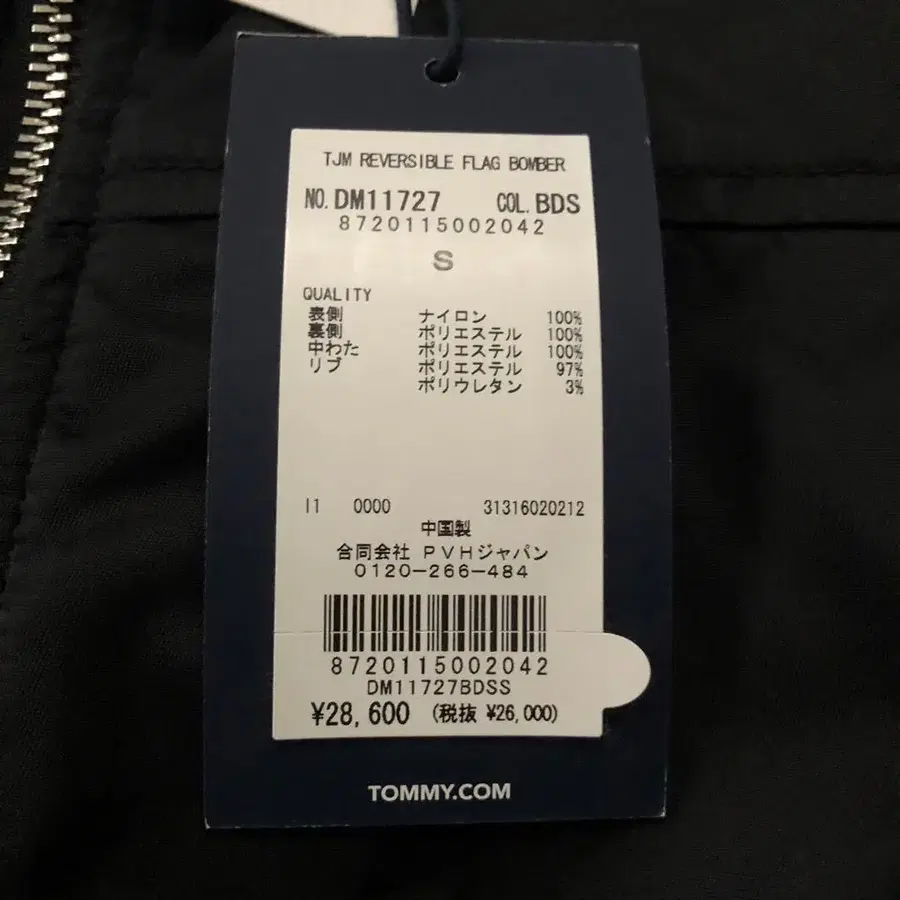 TJM REVERSIBLE FLAG BOMBER
NO. DM11727 COL. BDS
8720115002042
S
QUALITY
表側 ナイロン 100%
裏側 ポリエステル 100%
中わた ポリエステル 100%
リブ ポリエステル 97%
ポリウレタン 3%
I1 0000 31316020212
中国製
合同会社 PVHジャパン
0120-266-484
8720115002042
DM11727BDSS
¥28,600 (税抜 ¥26,000)
TOMMY.COM